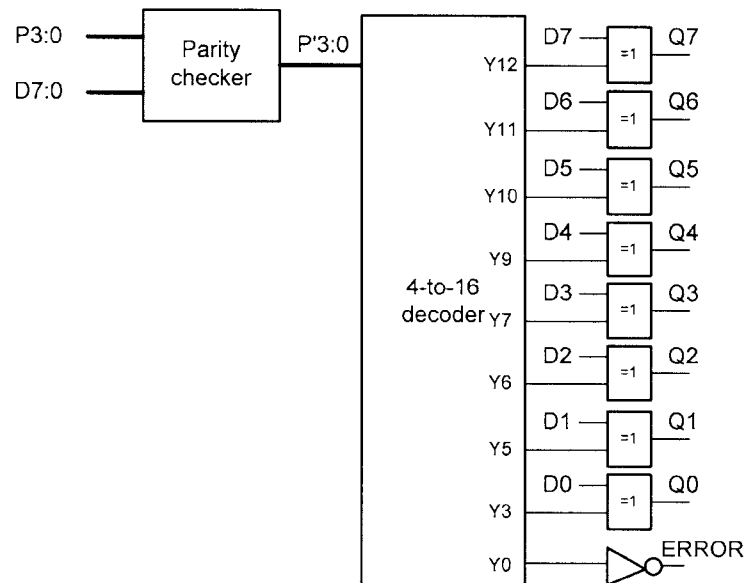 P3:0
D7:0
Parity
checker
P'3:0
4-to-16
decoder
Y12
D7
=1
Q7
Y11
D6
=1
Q6
Y10
D5
=1
Q5
Y9
D4
=1
Q4
Y7
D3
=1
Q3
Y6
D2
=1
Q2
Y5
D1
=1
Q1
Y3
D0
=1
Q0
Y0
ERROR